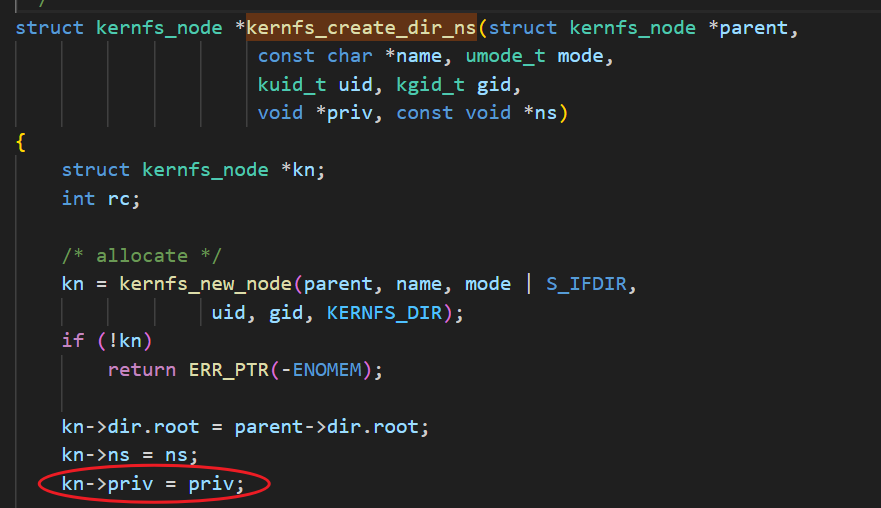 /
struct kernfs_node *kernfs_create_dir_ns(struct kernfs_node *parent,
const char *name, umode_t mode,
kuid_t uid, kgid_t gid,
void *priv, const void *ns)
{
struct kernfs_node *kn;
int rc;
/* allocate */
kn = kernfs_new_node(parent, name, mode | S_IFDIR,
uid, gid, KERNFS_DIR);
if (!kn)
return ERR_PTR(-ENOMEM);
kn->dir.root = parent->dir.root;
kn->ns = ns;
kn->priv = priv;